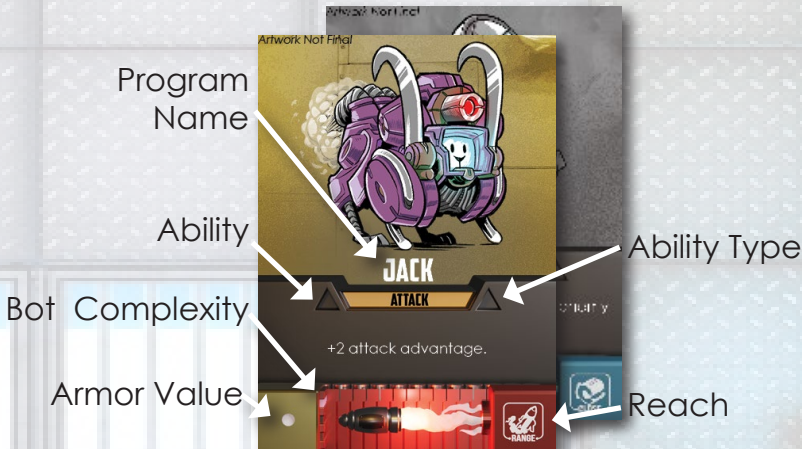 Artwork Not Final
Artwork Not Final
Program
Name
Ability
Bot Complexity
Armor Value
JACK
ATTACK
+2 attack advantage.
RANGE
Ability Type
Reach